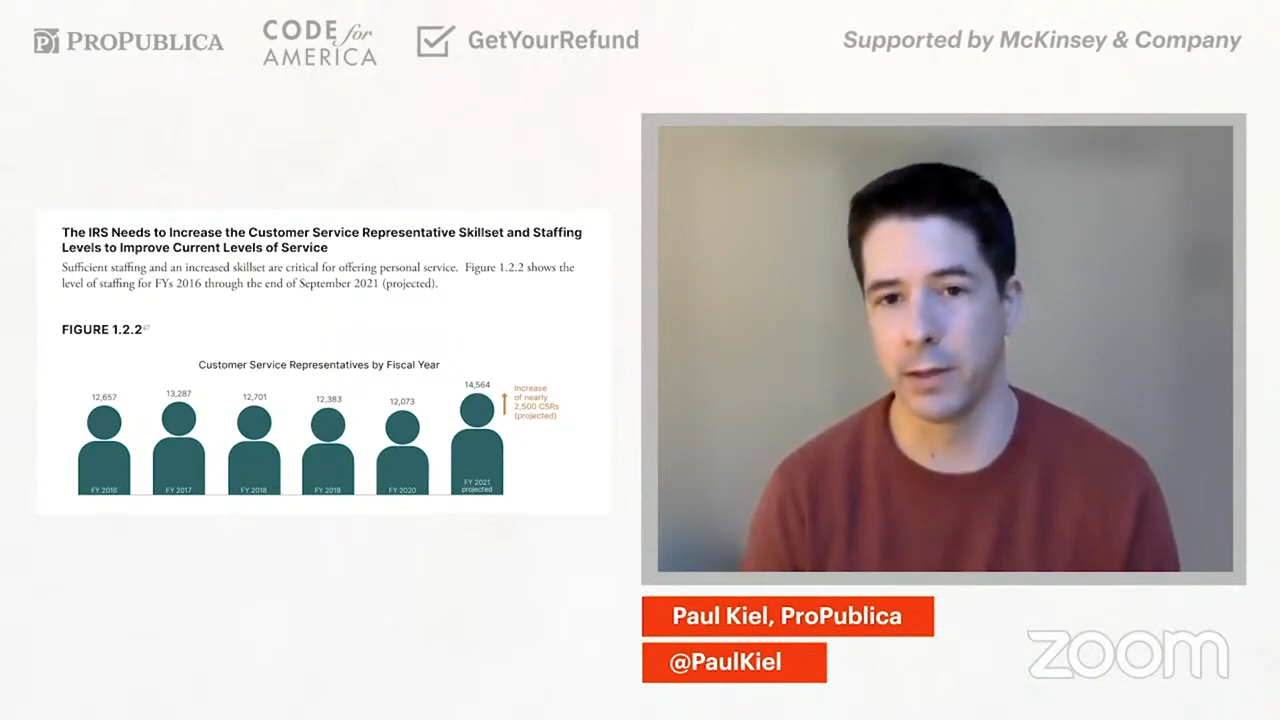 PROPUBLICA
CODE for
AMERICA
GetYourRefund
Supported by McKinsey & Company
The IRS Needs to Increase the Customer Service Representative Skillset and Staffing
Levels to Improve Current Levels of Service
Sufficient staffing and an increased skillset are critical for offering personal service. Figure 1.2.2 shows the
level of staffing for FYs 2016 through the end of September 2021 (projected).
FIGURE 1.2.2⁴⁷
Customer Service Representatives by Fiscal Year
12,657
13,287
12,701
12,383
12,073
14,564
Increase
of nearly
2,500 CSRs
(projected)
FY 2016
FY 2017
FY 2018
FY 2019
FY 2020
FY 2021
projected
Paul Kiel, ProPublica
@PaulKiel
zoom